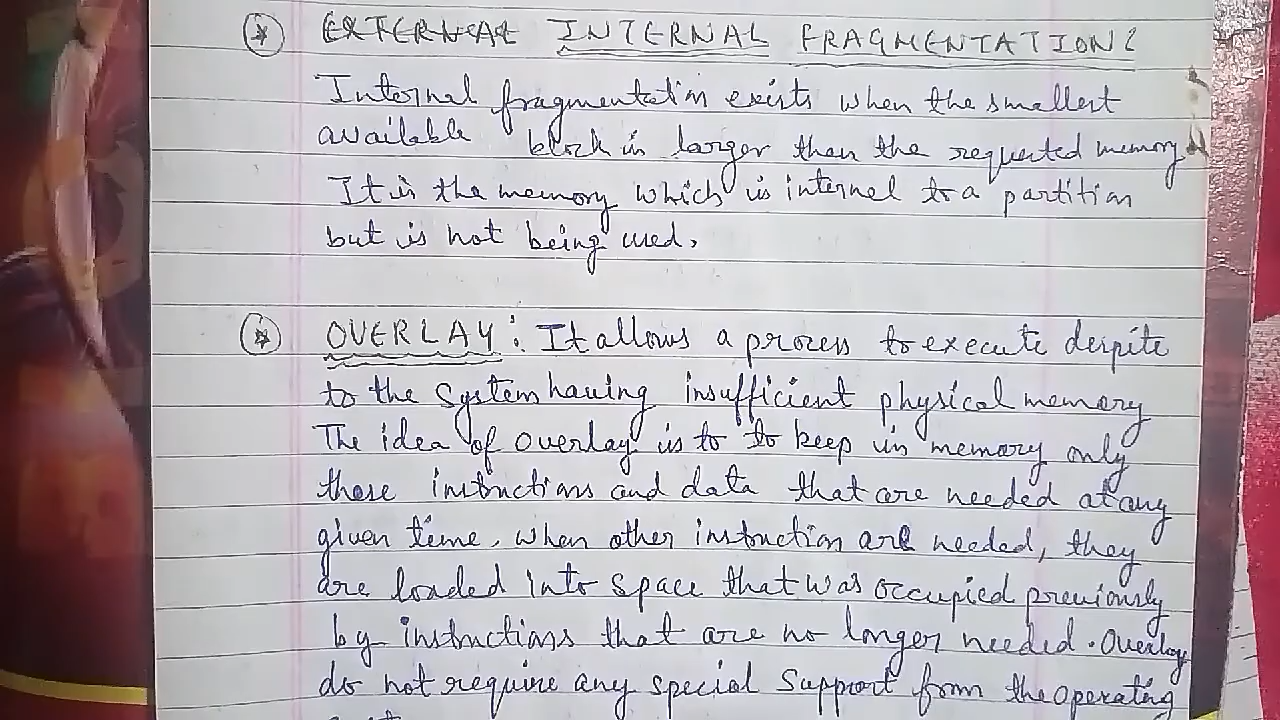 EXTERNAL INTERNAL FRAGMENTATION:
Internal fragmentation exists when the smallest
available block is larger than the requested memory
It is the memory which is internal to a partition
but is not being used.
OVERLAY: It allows a process to execute despite
to the system having insufficient physical memory
The idea of overlay is to to keep in memory only
those instructions and data that are needed at any
given time. When other instruction are needed, they
are loaded into space that was occupied previously
by instructions that are no longer needed. Overlay
do not require any special support from the operating